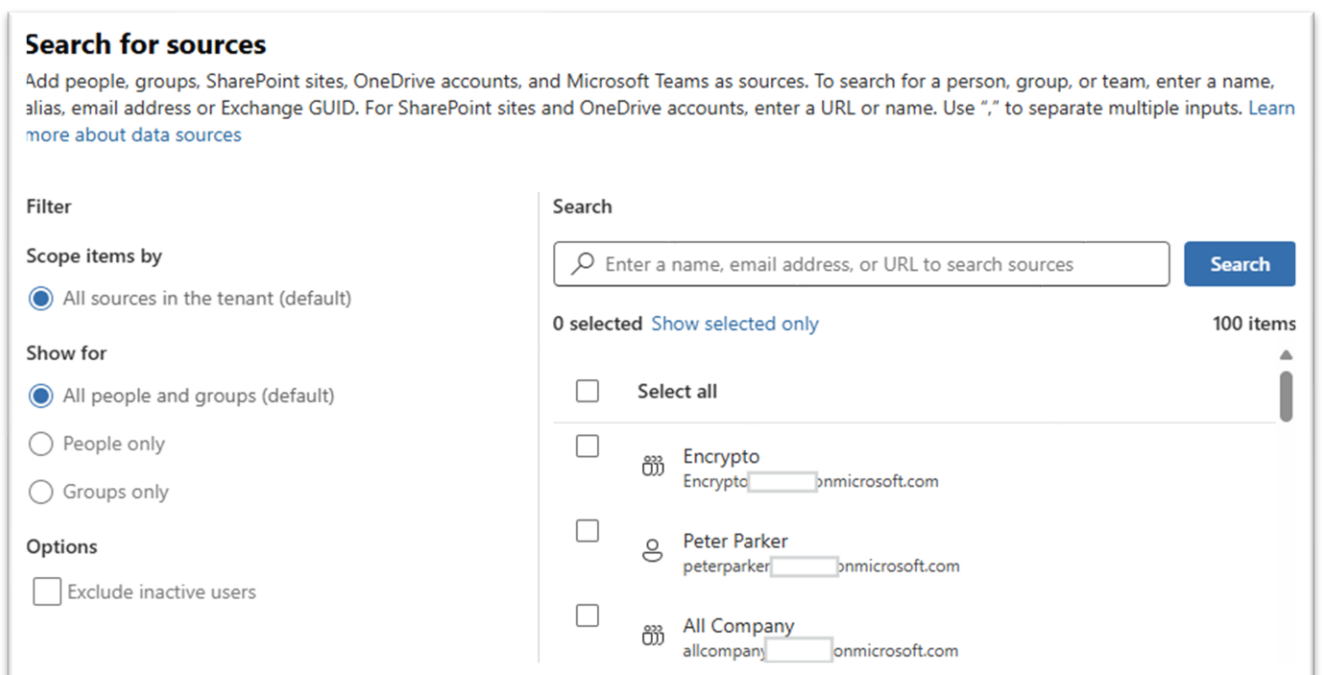 Search for sources
Add people, groups, SharePoint sites, OneDrive accounts, and Microsoft Teams as sources. To search for a person, group, or team, enter a name,
alias, email address or Exchange GUID. For SharePoint sites and OneDrive accounts, enter a URL or name. Use “,” to separate multiple inputs. Learn
more about data sources
Filter
Scope items by
All sources in the tenant (default)
Show for
All people and groups (default)
People only
Groups only
Options
Exclude inactive users
Search
Enter a name, email address, or URL to search sources
Search
0 selected Show selected only
100 items
Select all
Encrypto
Encrypto onmicrosoft.com
Peter Parker
peterparker onmicrosoft.com
All Company
allcompany onmicrosoft.com